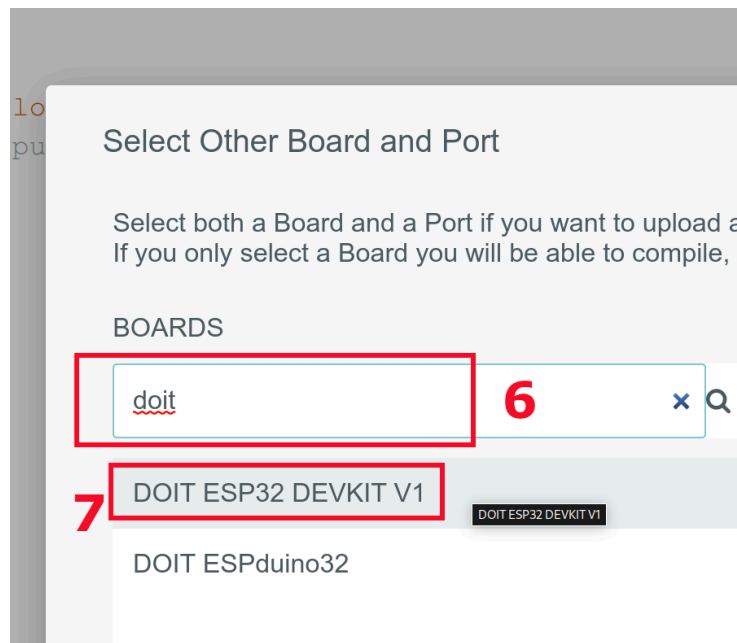 lo
pu
Select Other Board and Port
Select both a Board and a Port if you want to upload a
If you only select a Board you will be able to compile,
BOARDS
doit
6
7
DOIT ESP32 DEVKIT V1
DOIT ESP32 DEVKIT V1
DOIT ESPduino32